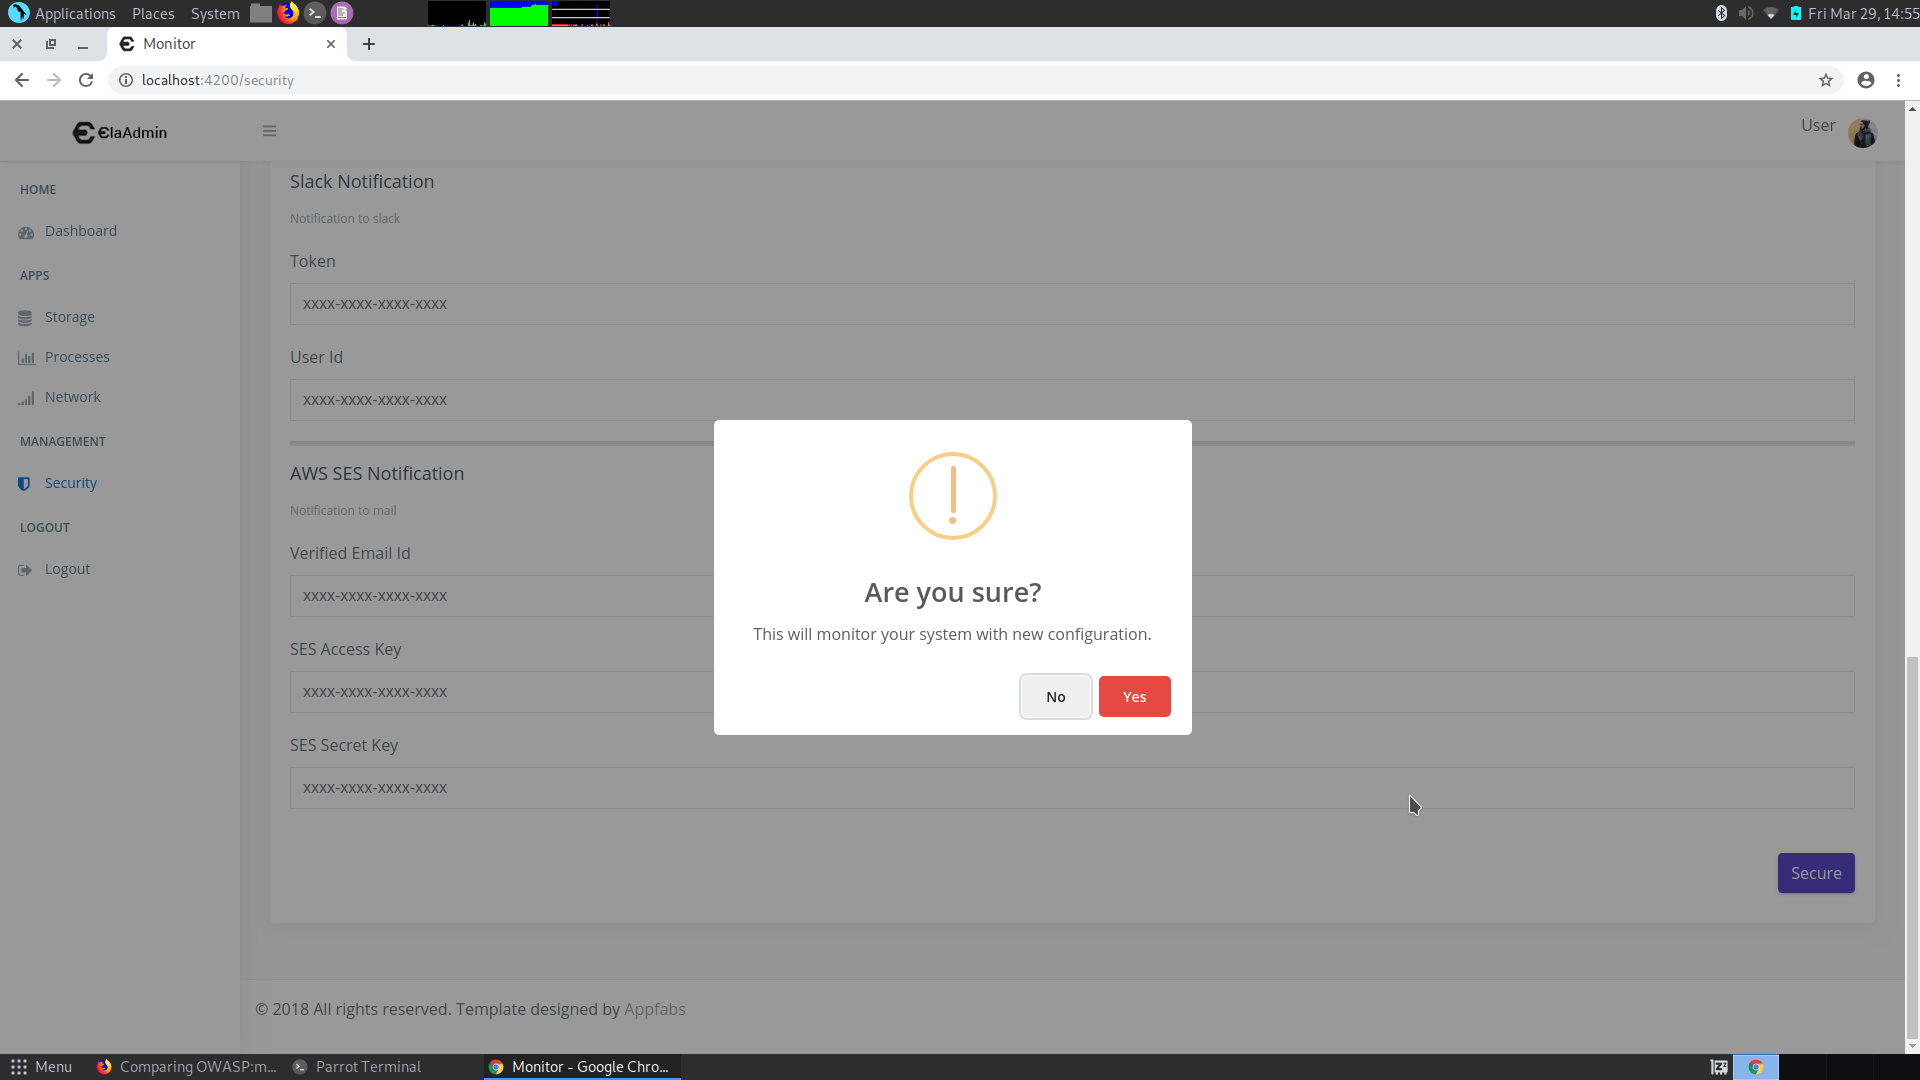 Applications Places System
Fri Mar 29, 14:55
Monitor
localhost:4200/security
ElaAdmin
User
HOME
Dashboard
APPS
Storage
Processes
Network
MANAGEMENT
Security
LOGOUT
Logout
Slack Notification
Notification to slack
Token
xxxx-xxxx-xxxx-xxxx
User Id
xxxx-xxxx-xxxx-xxxx
AWS SES Notification
Notification to mail
Verified Email Id
xxxx-xxxx-xxxx-xxxx
SES Access Key
xxxx-xxxx-xxxx-xxxx
SES Secret Key
xxxx-xxxx-xxxx-xxxx
Are you sure?
This will monitor your system with new configuration.
No Yes
Secure
© 2018 All rights reserved. Template designed by Appfabs
Menu Comparing OWASP:m... Parrot Terminal Monitor - Google Chro...